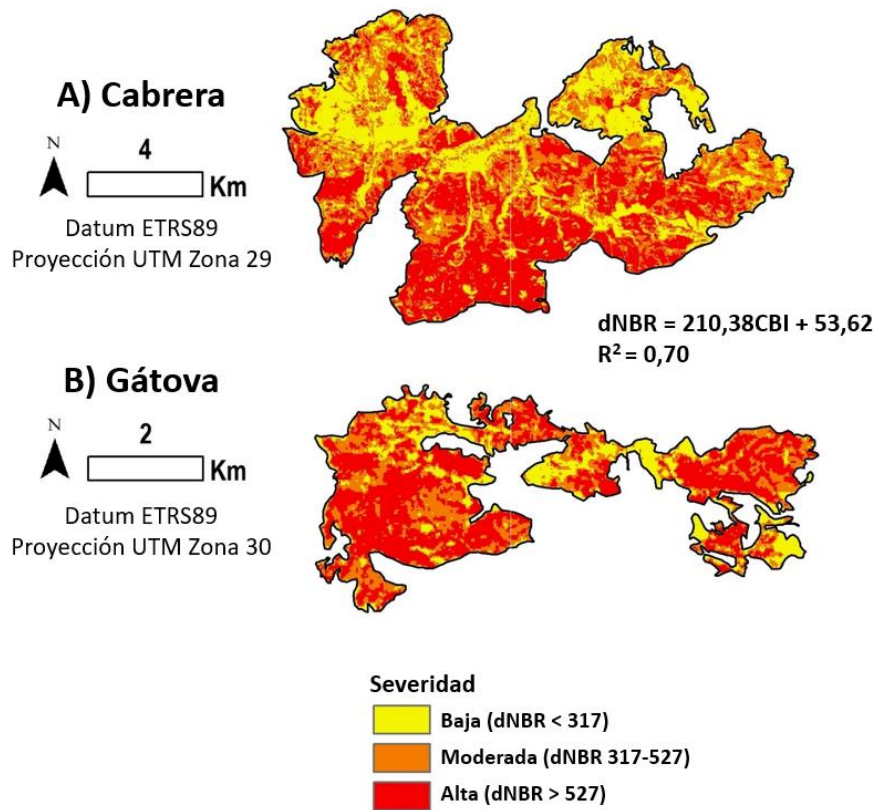 A) Cabrera
N
4
Km
Datum ETRS89
Proyección UTM Zona 29
dNBR = 210,38CBI + 53,62
R² = 0,70
B) Gátova
N
2
Km
Datum ETRS89
Proyección UTM Zona 30
Severidad
Baja (dNBR < 317)
Moderada (dNBR 317-527)
Alta (dNBR > 527)